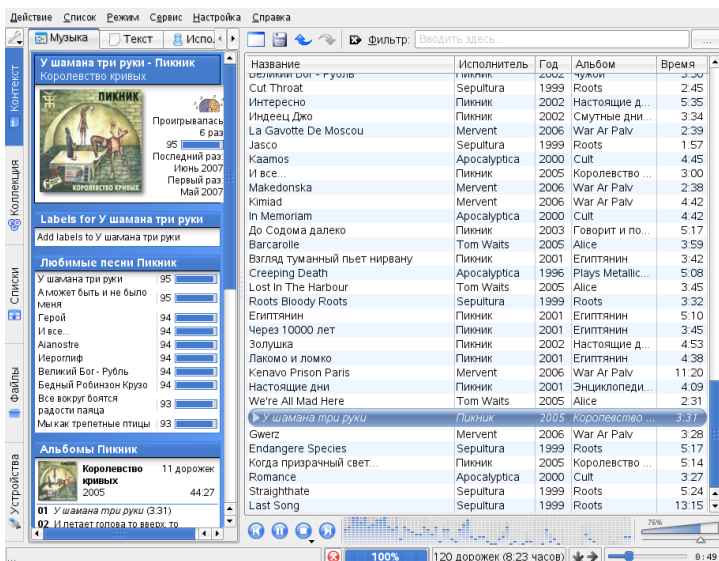 Действие Список Режим Сервис Настройка Справка
Музыка Текст Испо.
Фильтр: Вводить здесь... ...
Контекст
Коллекция
Списки
Файлы
Устройства
У шамана три руки - Пикник
Королевство кривых
ПИКНИК
КОРОЛЕВСТВО КРИВЫХ
Проигрывалась
6 раз
95
Последний раз:
Июнь 2007
Первый раз:
Май 2007
Labels for У шамана три руки
Add labels to У шамана три руки
Любимые песни Пикник
У шамана три руки 95
А может быть и не было
меня 95
Герой 94
И все... 94
Aianostre 94
Иероглиф 94
Великий Бог - Рубль 94
Бедный Робинзон Крузо 94
Все вокруг боятся
радости паяца 93
Мы как трепетные птицы 93
Альбомы Пикник
Королевство 11 дорожек
кривых
2005 44:27
01 У шамана три руки (3:31)
02 И летает голова то вверх, то
Название Исполнитель Год Альбом Время
Великий Бог - Рубль Пикник 2002 Чужой 3:50
Cut Throat Sepultura 1999 Roots 2:45
Интересно Пикник 2002 Настоящие д... 5:35
Индеец Джо Пикник 2002 Смутные дни... 3:34
La Gavotte De Moscou Mervent 2006 War Ar Palv 2:39
Jasco Sepultura 1999 Roots 1:57
Kaamos Apocalyptica 2000 Cult 4:45
И все... Пикник 2005 Королевство ... 3:00
Makedonska Mervent 2006 War Ar Palv 2:38
Kimiad Mervent 2006 War Ar Palv 4:42
In Memoriam Apocalyptica 2000 Cult 4:42
До Содома далеко Пикник 2003 Говорит и по... 5:17
Barcarolle Tom Waits 2005 Alice 3:59
Взгляд туманный пьет нирвану Пикник 2001 Египтянин 3:42
Creeping Death Apocalyptica 1996 Plays Metallic... 5:08
Lost In The Harbour Tom Waits 2005 Alice 3:45
Roots Bloody Roots Sepultura 1999 Roots 3:32
Египтянин Пикник 2001 Египтянин 5:10
Через 10000 лет Пикник 2001 Египтянин 3:45
Золушка Пикник 2002 Настоящие д... 4:53
Лакомо и ломко Пикник 2001 Египтянин 4:38
Kenavo Prison Paris Mervent 2006 War Ar Palv 11:20
Настоящие дни Пикник 2001 Энциклопеди... 4:09
We're All Mad Here Tom Waits 2005 Alice 2:31
У шамана три руки Пикник 2005 Королевство ... 3:31
Gwerz Mervent 2006 War Ar Palv 3:28
Endangere Species Sepultura 1999 Roots 5:17
Когда призрачный свет... Пикник 2005 Королевство ... 5:14
Romance Apocalyptica 2000 Cult 3:27
Straighthate Sepultura 1999 Roots 5:24
Last Song Sepultura 1999 Roots 13:15
76%
... 100% 120 дорожек (8:23 часов) 0:49